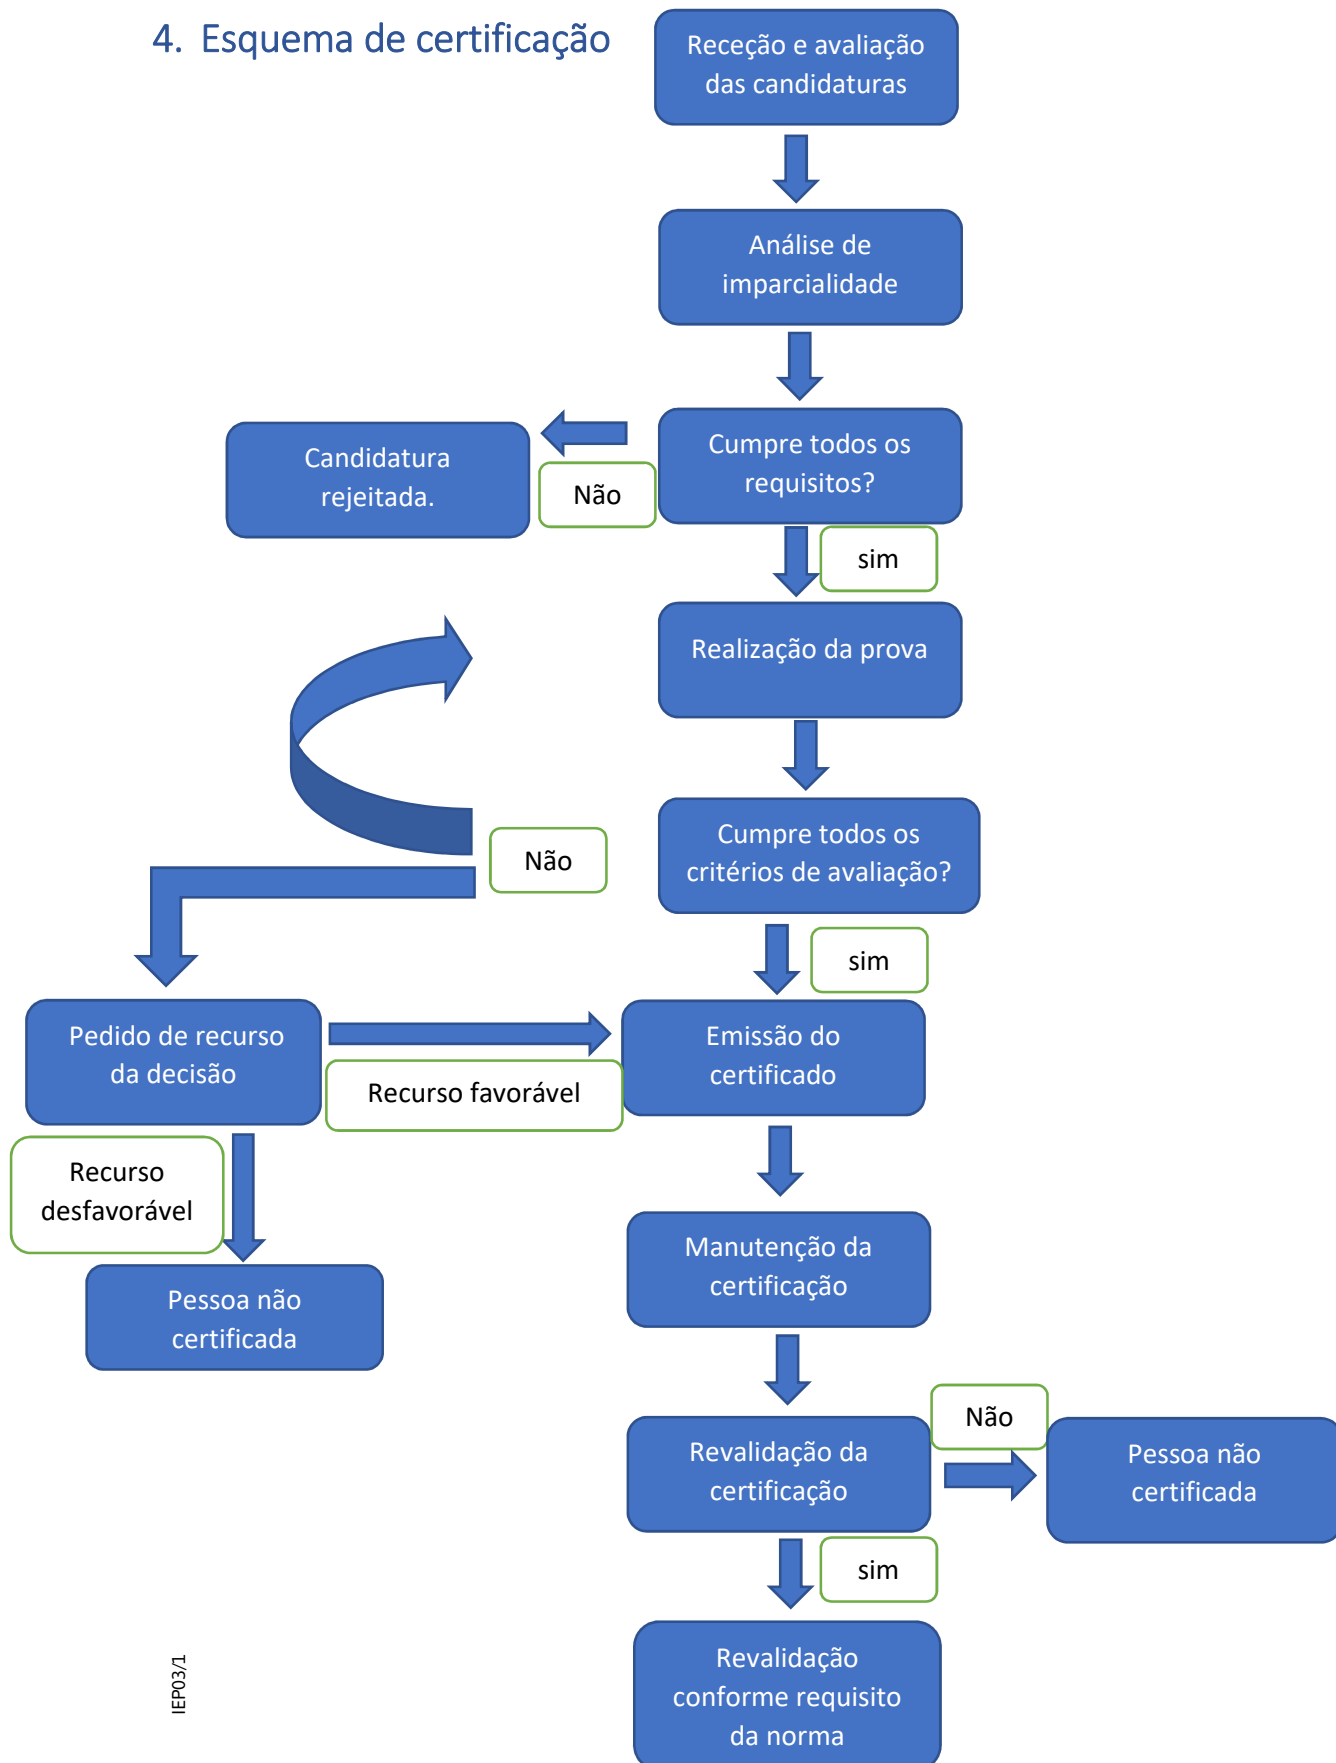 4. Esquema de certificação
Receção e avaliação
das candidaturas
Análise de
imparcialidade
Cumpre todos os
requisitos?
Não
Candidatura
rejeitada.
sim
Realização da prova
Cumpre todos os
critérios de avaliação?
Não
sim
Pedido de recurso
da decisão
Recurso favorável
Emissão do
certificado
Recurso
desfavorável
Pessoa não
certificada
Manutenção da
certificação
Revalidação da
certificação
Não
Pessoa não
certificada
sim
Revalidação
conforme requisito
da norma
IEP03/1